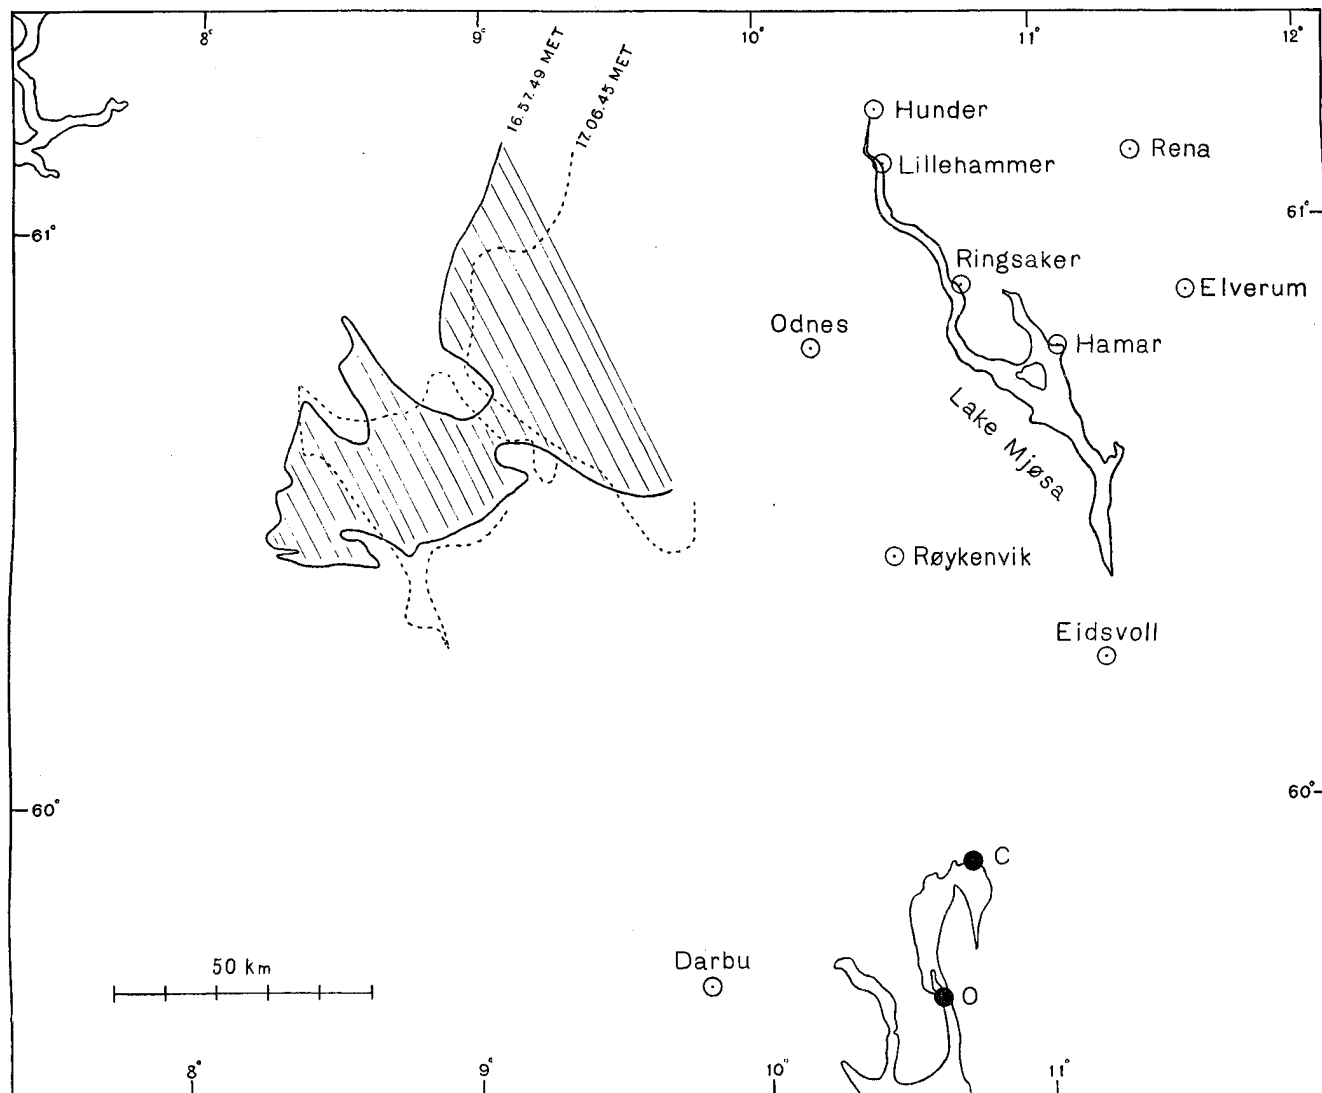 8° 9° 10° 11° 12°
16.57.49 MET
17.06.45 MET
Hunder
Rena
Lillehammer
61° 61°
Ringsaker
Elverum
Odnes
Hamar
Lake Mjøsa
Røykenvik
Eidsvoll
60° 60°
C
Darbu
50 km
O
8° 9° 10° 11°